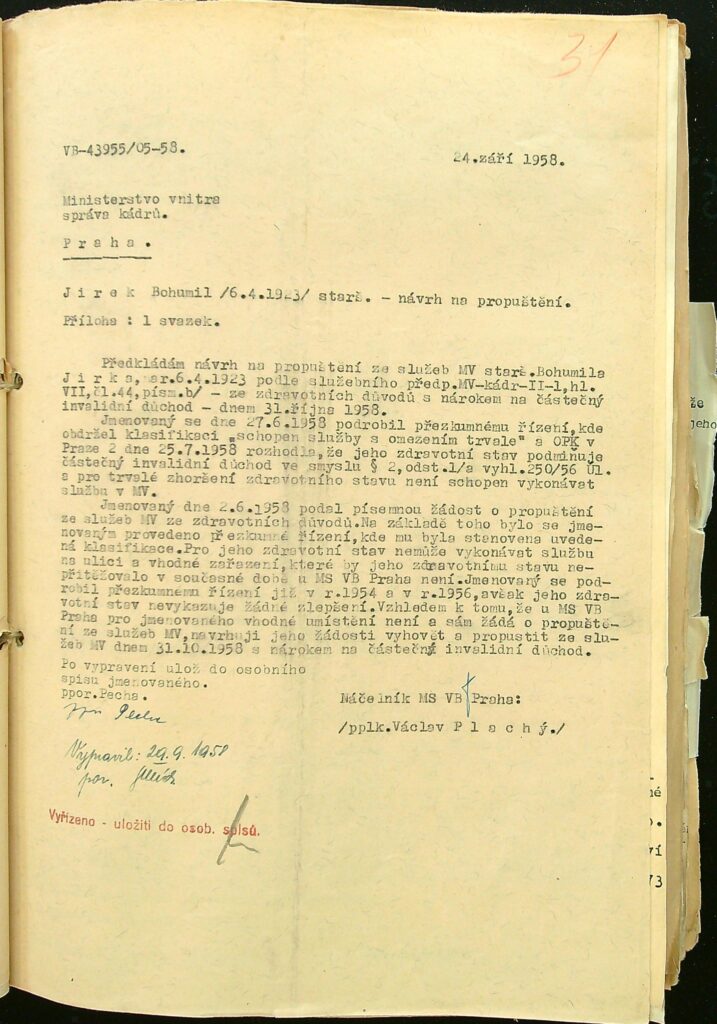 31
VB-43955/05-58.
24.září 1958.
Ministerstvo vnitra
správa kádrů.
P r a h a .
J i r e k Bohumil /6.4.1923/ starš. - návrh na propuštění.
Příloha : 1 svazek.
Předkládám návrh na propuštění ze služeb MV starš.Bohumila
J i r k a, nar.6.4.1923 podle služebního předp.MV-kádr-II-1,hl.
VII,čl.44,písm.b/ - ze zdravotních důvodů s nárokem na částečný
invalidní důchod - dnem 31.října 1958.
Jmenovaný se dne 27.6.1958 podrobil přezkumnému řízení,kde
obdržel klasifikaci „schopen služby s omezením trvale" a OPK v
Praze 2 dne 25.7.1958 rozhodla,že jeho zdravotní stav podmiňuje
částečný invalidní důchod ve smyslu § 2,odst.1/a vyhl.250/56 Úl.
a pro trvalé zhoršení zdravotního stavu není schopen vykonávat
službu v MV.
Jmenovaný dne 2.6.1958 podal písemnou žádost o propuštění
ze služeb MV ze zdravotních důvodů.Na základě toho bylo se jme-
novaným provedeno přezkumné řízení,kde mu byla stanovena uvede-
ná klasifikace.Pro jeho zdravotní stav nemůže vykonávat službu
na ulici a vhodné zařazení,které by jeho zdravotnímu stavu ne-
přitěžovalo v současné době u MS VB Praha není.Jmenovaný se pod-
robil přezkumnému řízení již v r.1954 a v r.1956,avšak jeho zdra-
votní stav nevykazuje žádné zlepšení.Vzhledem k tomu,že u MS VB
Praha pro jmenovaného vhodné umístění není a sám žádá o propuště-
ní ze služeb MV,navrhuji jeho žádosti vyhovět a propustit ze slu-
žeb MV dnem 31.10.1958 s nárokem na částečný invalidní důchod.
Po vypravení ulož do osobního
spisu jmenovaného.
ppor.Pecha.
Náčelník MS VB Praha:
/pplk.Václav P l a c h ý./
ppor Pecha
Vypravil: 29.9.1958
por.
Vyřízeno - uložiti do osob. spisů.
že
jeho
né
o.
ví
73